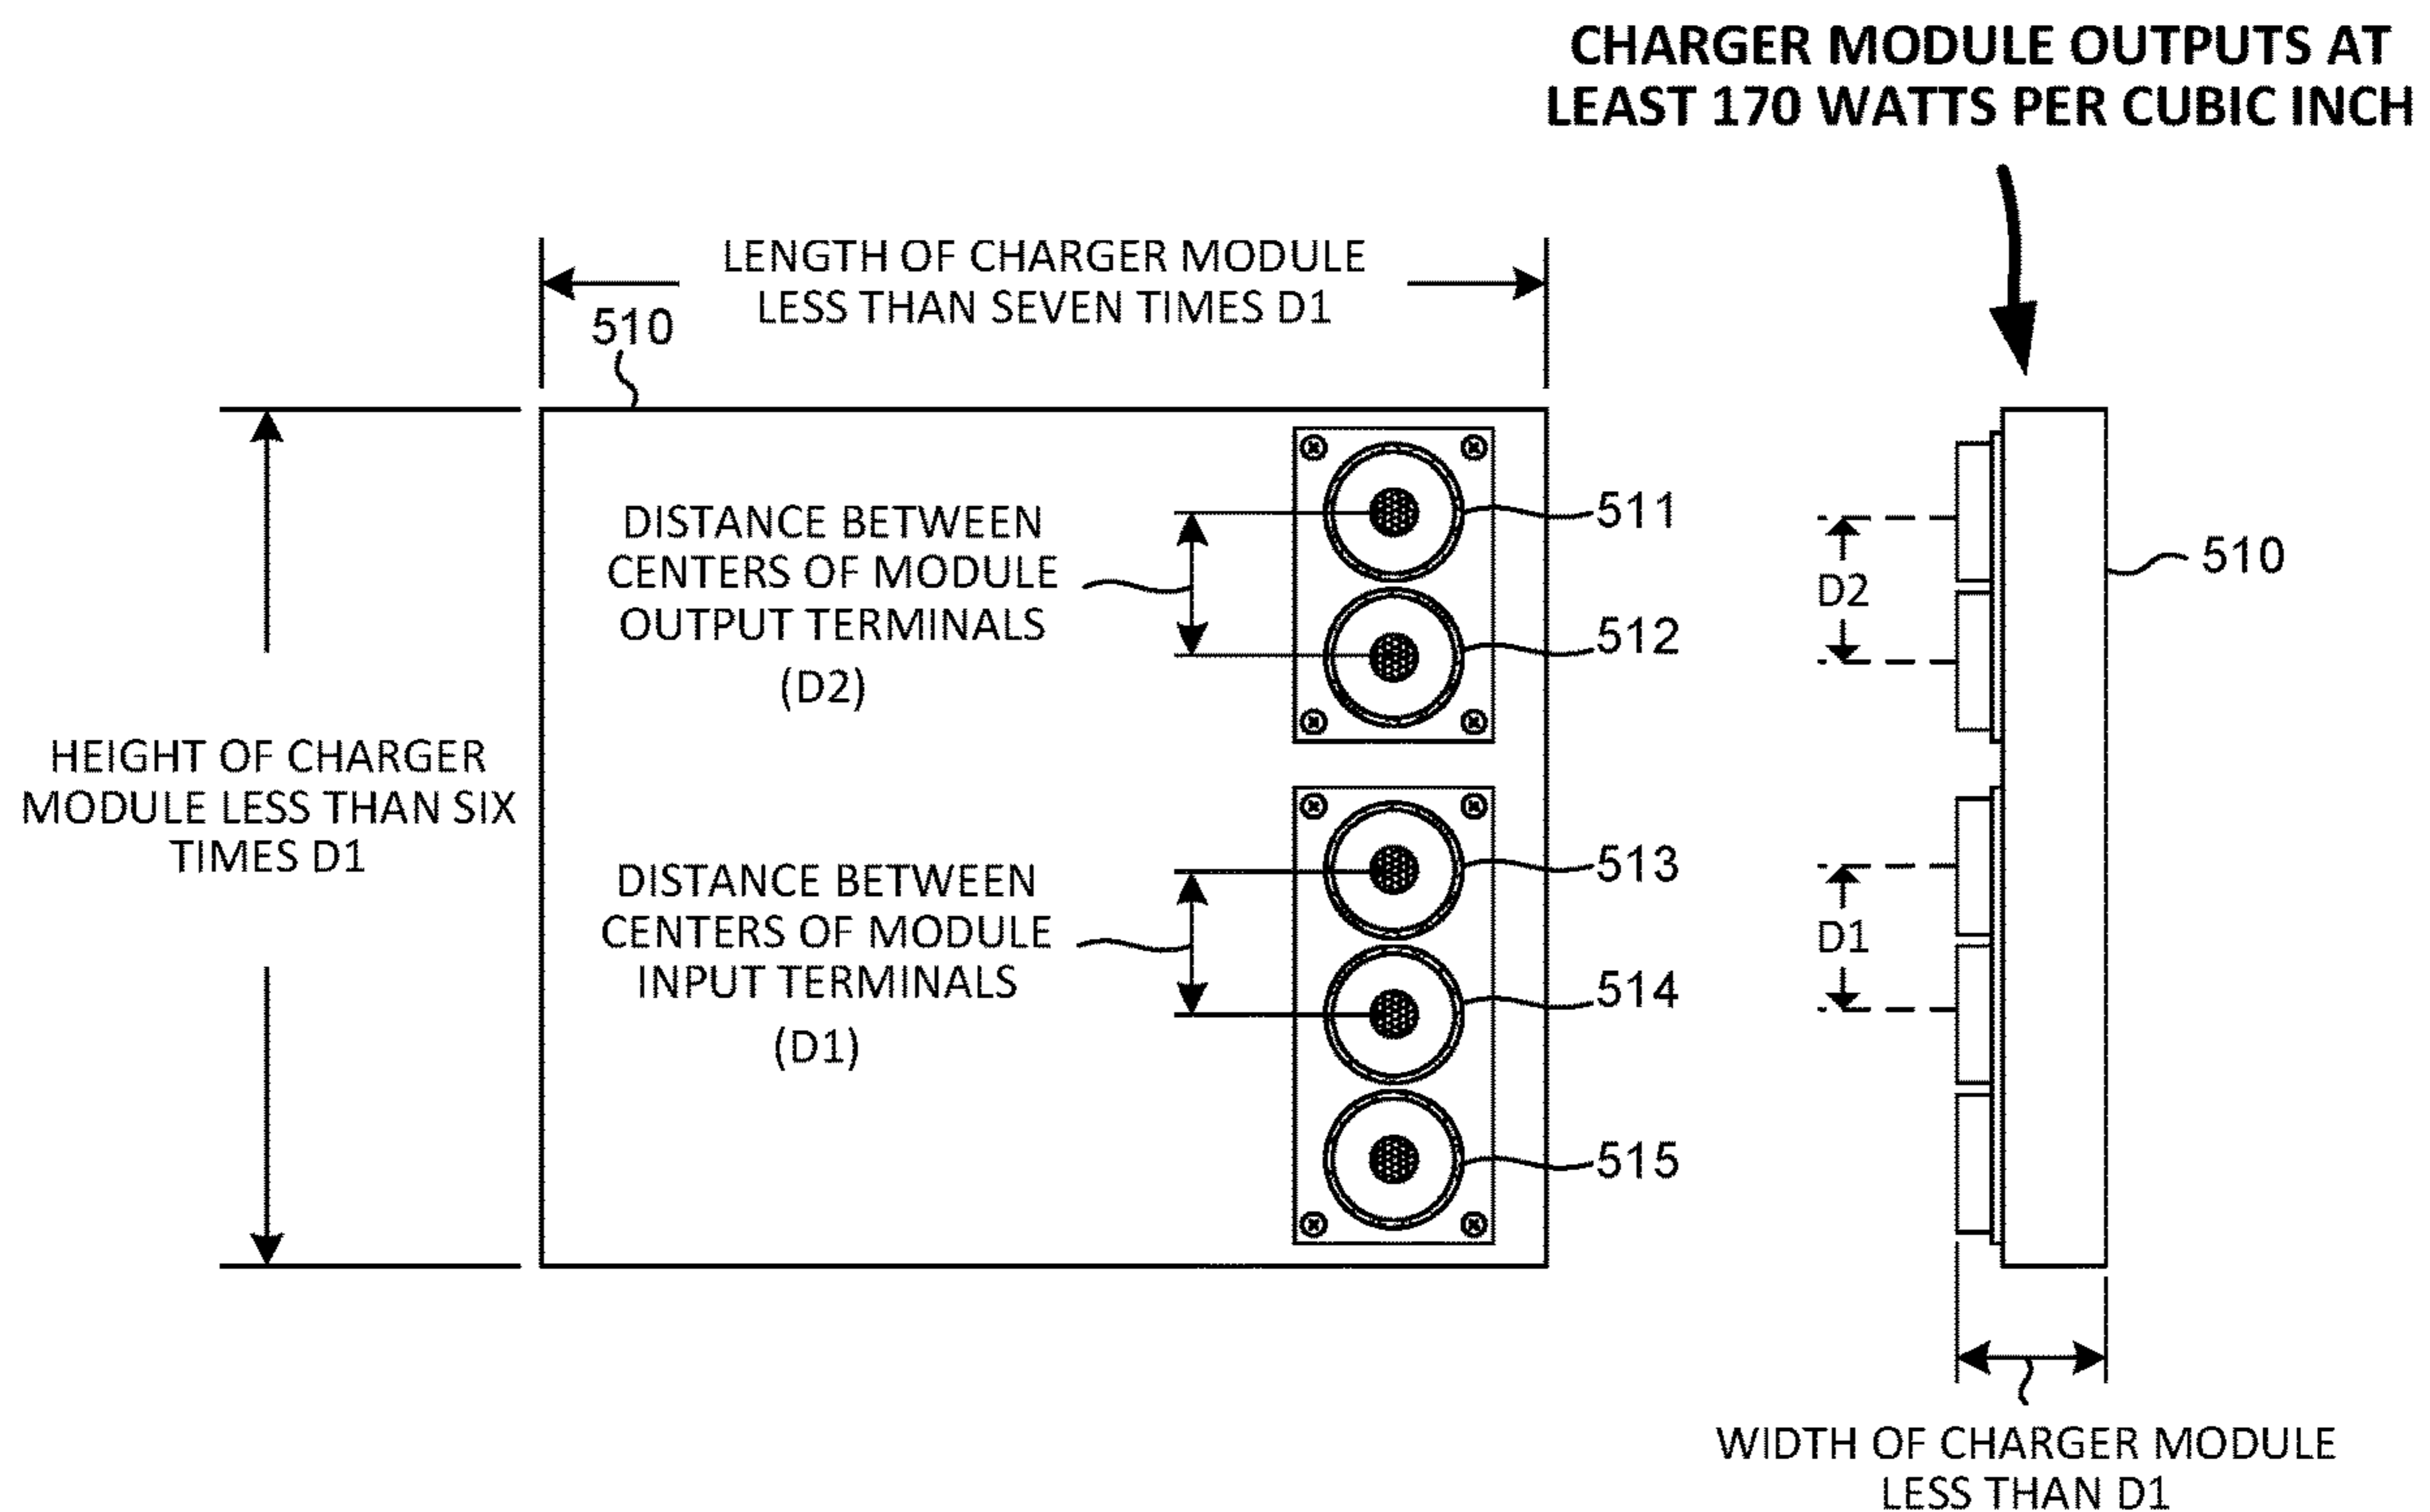 CHARGER MODULE OUTPUTS AT
LEAST 170 WATTS PER CUBIC INCH
LENGTH OF CHARGER MODULE
LESS THAN SEVEN TIMES D1
510
HEIGHT OF CHARGER
MODULE LESS THAN SIX
TIMES D1
DISTANCE BETWEEN
CENTERS OF MODULE
OUTPUT TERMINALS
(D2)
DISTANCE BETWEEN
CENTERS OF MODULE
INPUT TERMINALS
(D1)
511
512
513
514
515
D2
D1
510
WIDTH OF CHARGER MODULE
LESS THAN D1